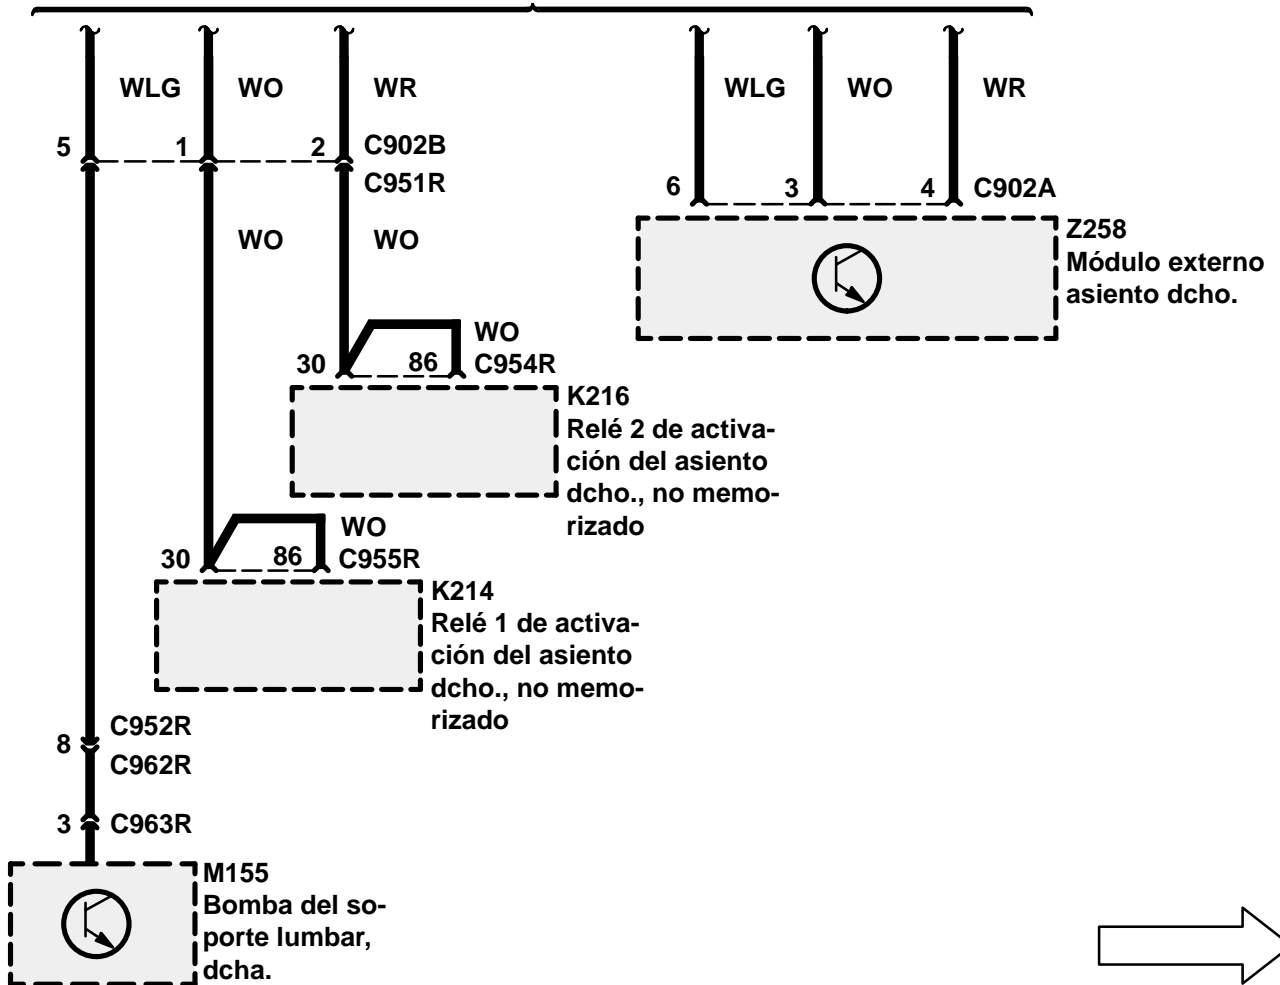 WLG WO WR WLG WO WR
5 1 2 C902B
C951R
6 3 4 C902A
WO WO
Z258
Módulo externo
asiento dcho.
WO
30 86 C954R
K216
Relé 2 de activa-
ción del asiento
dcho., no memo-
rizado
WO
30 86 C955R
K214
Relé 1 de activa-
ción del asiento
dcho., no memo-
rizado
C952R
8
C962R
3 C963R
M155
Bomba del so-
porte lumbar,
dcha.